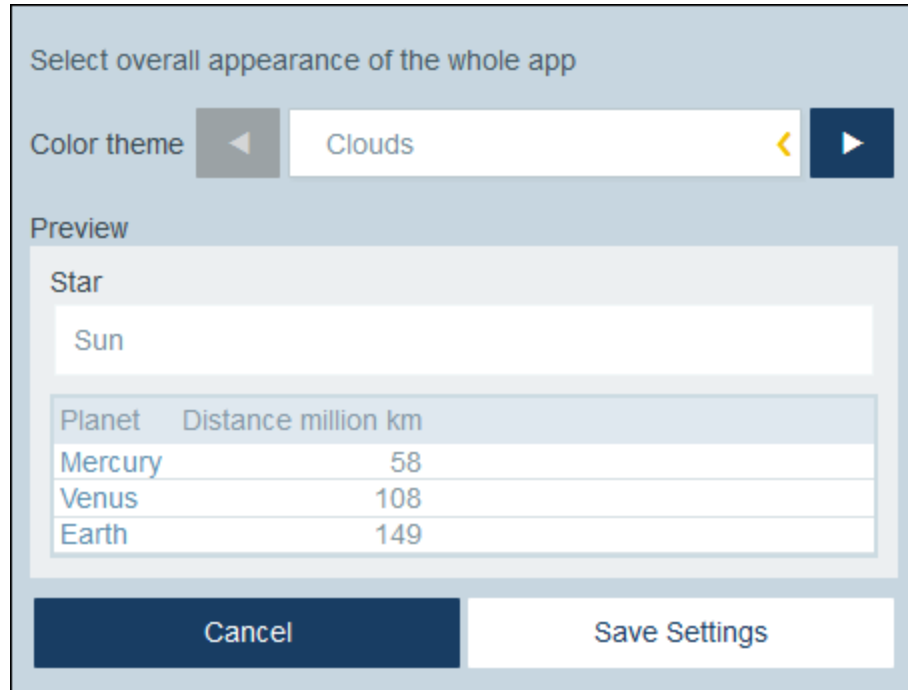 Select overall appearance of the whole app
Color theme Clouds
Preview
Star
Sun
Planet Distance million km
Mercury 58
Venus 108
Earth 149
Cancel Save Settings